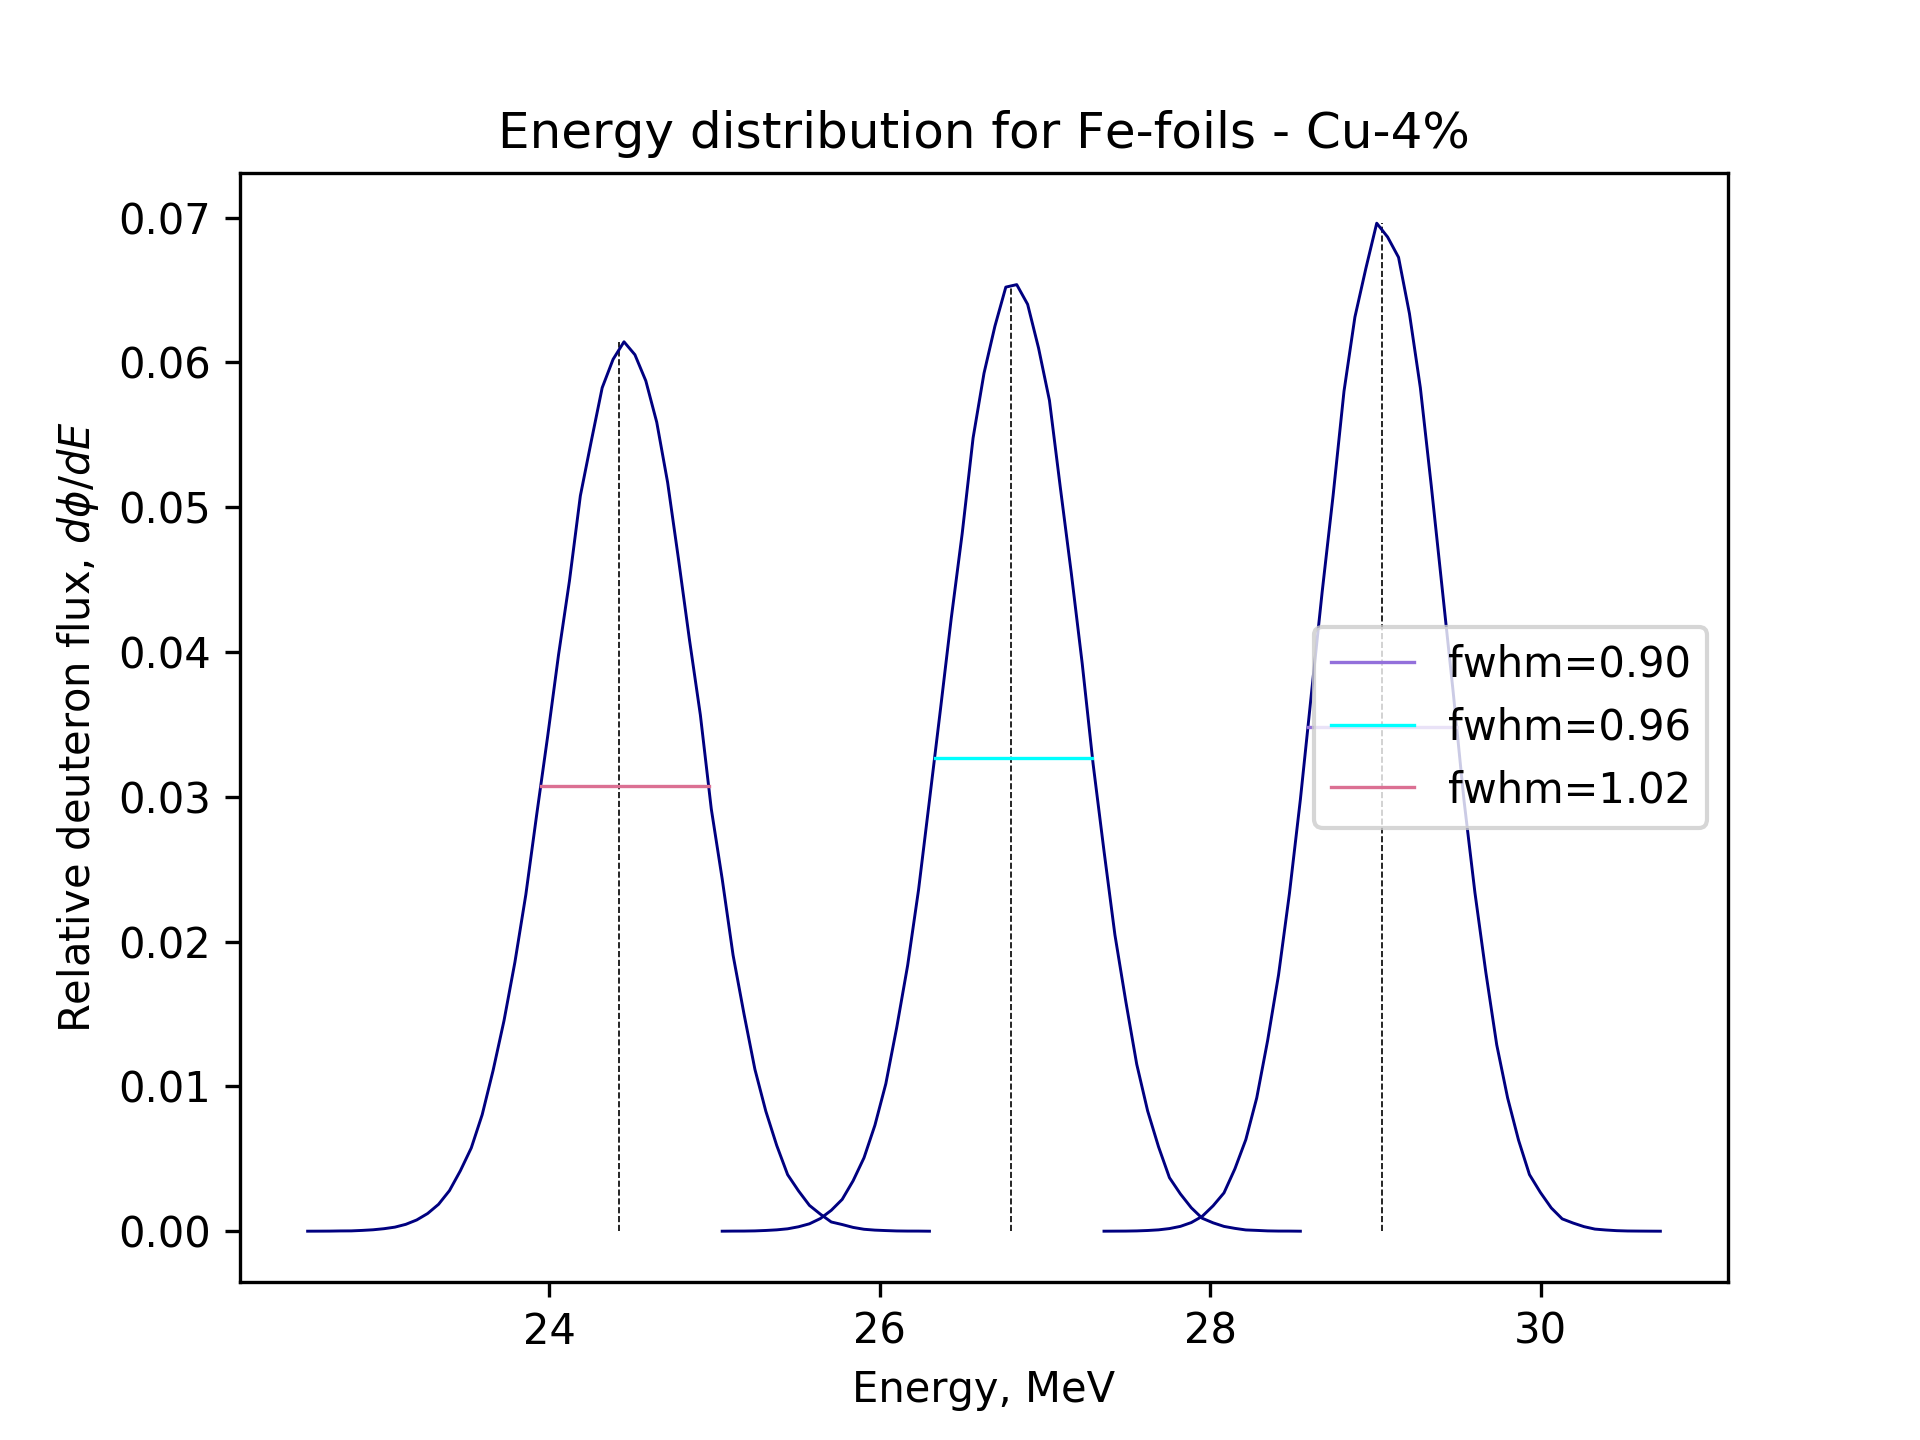 Energy distribution for Fe-foils - Cu-4%
Relative deuteron flux, dϕ/dE
0.07
0.06
0.05
0.04
0.03
0.02
0.01
0.00
fwhm=0.90
fwhm=0.96
fwhm=1.02
24 26 28 30
Energy, MeV